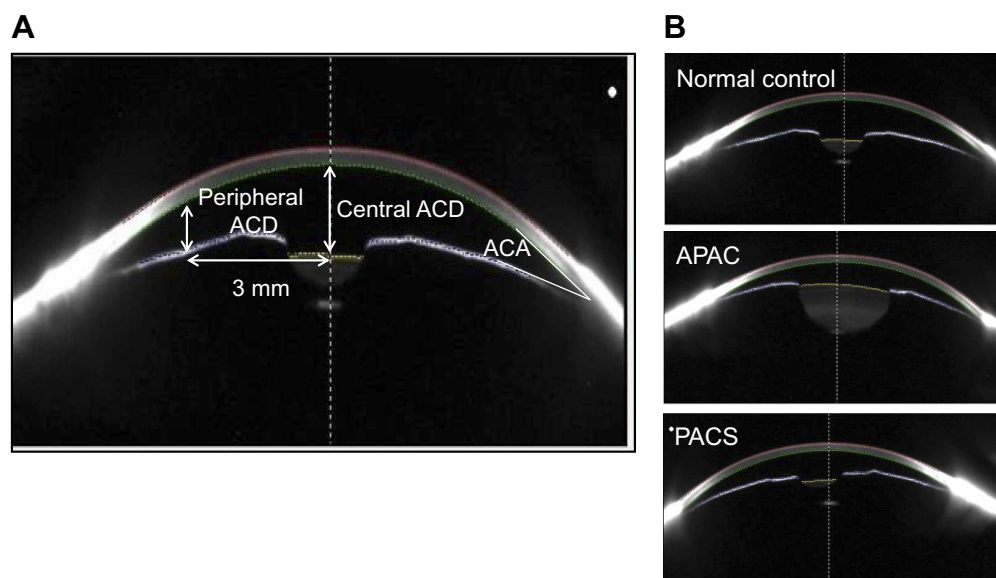 A
Peripheral
ACD
Central ACD
ACA
3 mm
B
Normal control
APAC
PACS